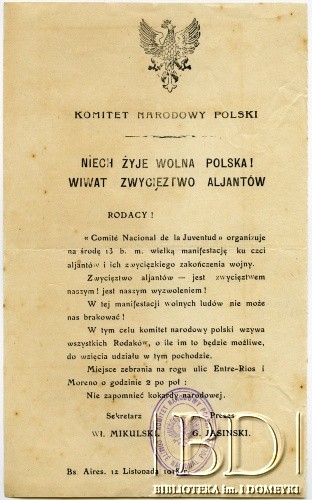 KOMITET NARODOWY POLSKI
NIECH ŻYJE WOLNA POLSKA!
WIWAT ZWYCIĘZTWO ALJANTÓW
RODACY!
« Comité Nacional de la Juventud » organizuje
na środę 13 b. m. wielką manifestację ku czci
aljantów i ich zwycięzkiego zakończenia wojny.
Zwycięztwo aljantów — jest zwycięztwem
naszym! jest naszym wyzwoleniem!
W tej manifestacji wolnych ludów nie może
nas brakować!
W tym celu komitet narodowy polski wzywa
wszystkich Rodaków, o ile im to będzie możliwe,
do wzięcia udziału w tym pochodzie.
Miejsce zebrania na rogu ulic Entre-Rios i
Moreno o godzinie 2 po poł:
Nie zapomnieć kokardy narodowej.
Sekretarz Prezes
Wł. MIKULSKI G. JASIŃSKI.
Bs. Aires. 12 Listopada
BDI
BIBLIOTEKA im. I DOMEYKI